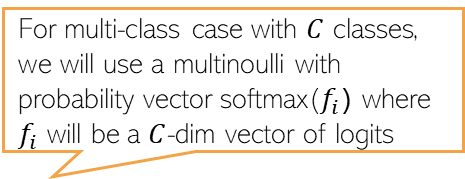 For multi-class case with C classes,
we will use a multinoulli with
probability vector softmax(fᵢ) where
fᵢ will be a C-dim vector of logits